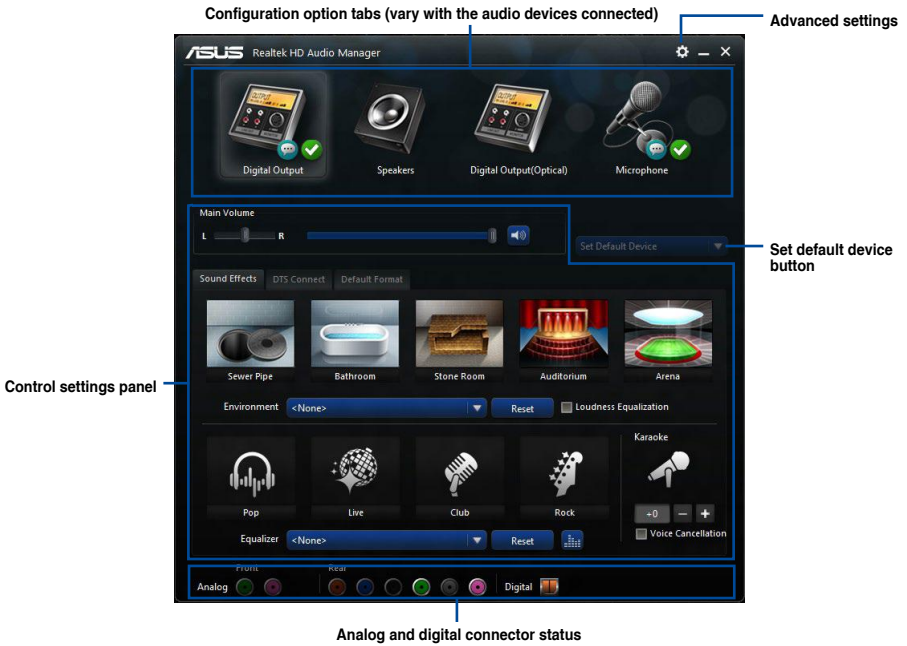 Configuration option tabs (vary with the audio devices connected)
Advanced settings
ASUS Realtek HD Audio Manager
OUTPUT
OUTPUT
Digital Output
Speakers
Digital Output(Optical)
Microphone
Main Volume
L R
Set Default Device
Set default device
button
Sound Effects DTS Connect Default Format
Sewer Pipe
Bathroom
Stone Room
Auditorium
Arena
Control settings panel
Environment <None> Reset Loudness Equalization
Karaoke
Pop
Live
Club
Rock
+0 − +
Equalizer <None> Reset
Voice Cancellation
Front
Rear
Analog
Digital
Analog and digital connector status